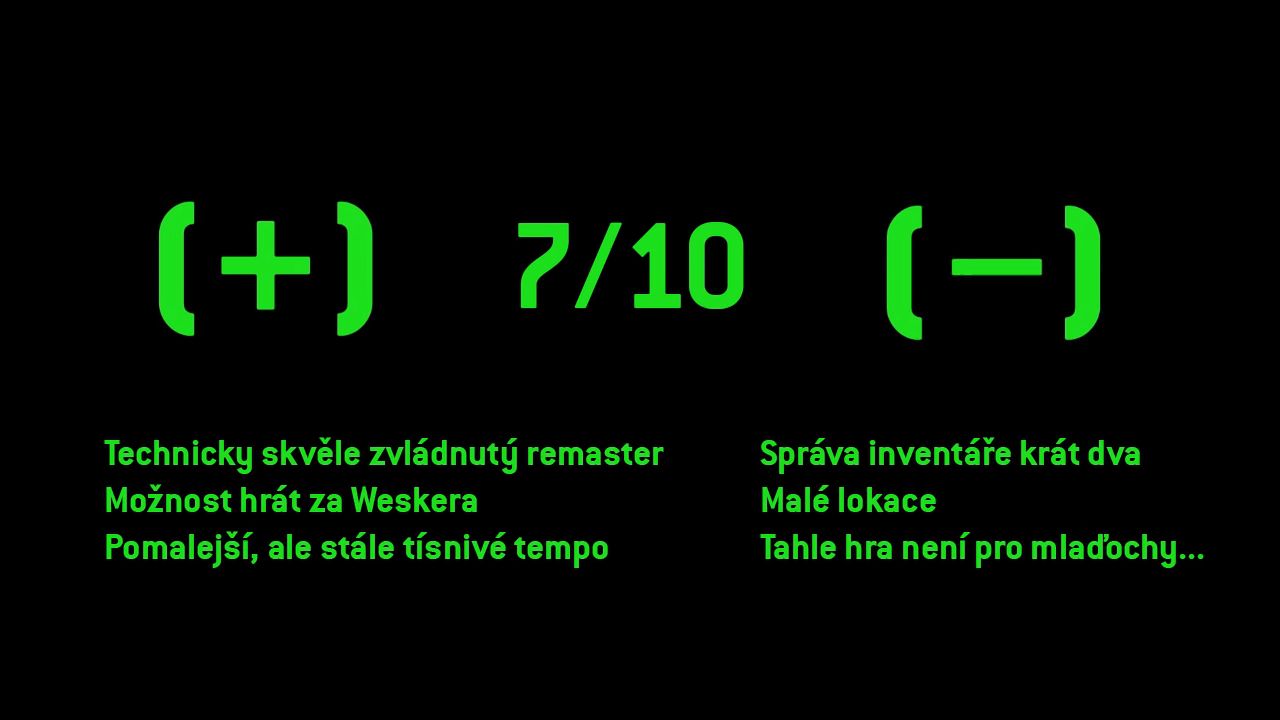 (+) 7/10 (−)
Technicky skvěle zvládnutý remaster
Možnost hrát za Weskera
Pomalejší, ale stále tísnivé tempo
Správa inventáře krát dva
Malé lokace
Tahle hra není pro mlaďochy...